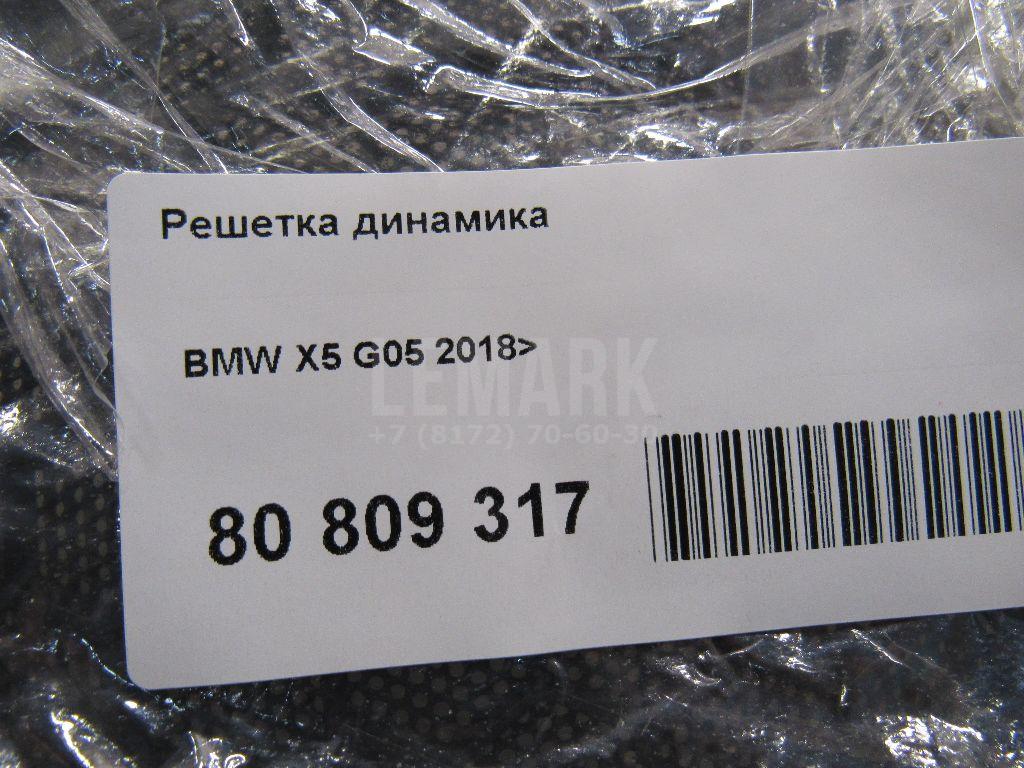 Решетка динамика
BMW X5 G05 2018>
LEMARK
+7 (8172) 70-60-30
80 809 317